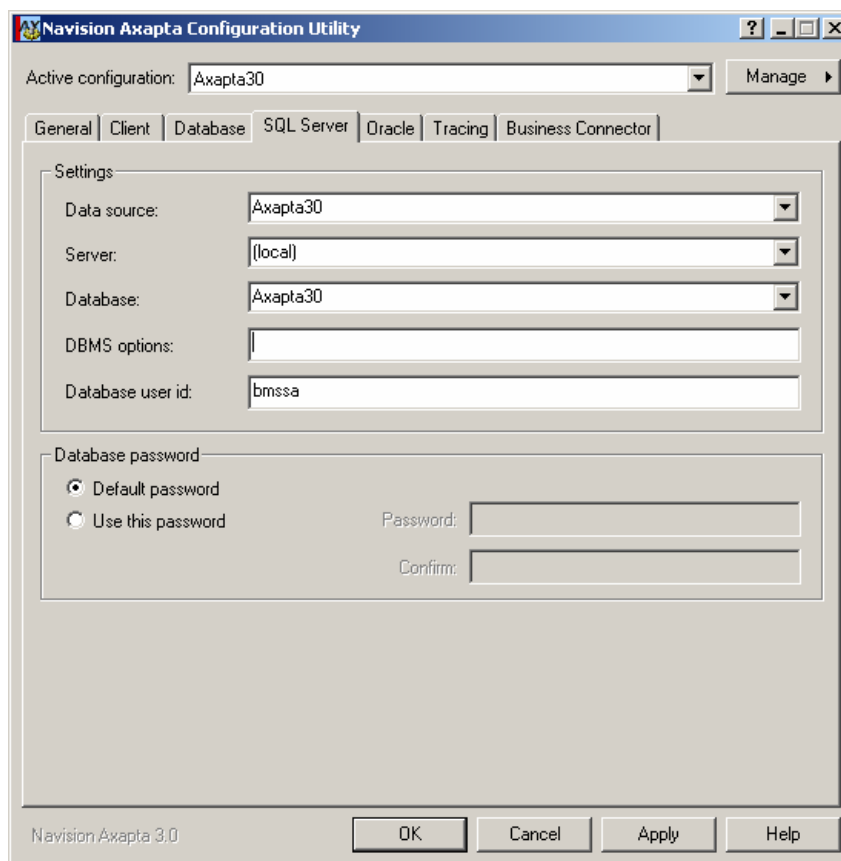 Navision Axapta Configuration Utility
Active configuration: Axapta30 Manage
General Client Database SQL Server Oracle Tracing Business Connector
Settings
Data source: Axapta30
Server: (local)
Database: Axapta30
DBMS options:
Database user id: bmssa
Database password
Default password
Use this password Password:
Confirm:
Navision Axapta 3.0 OK Cancel Apply Help